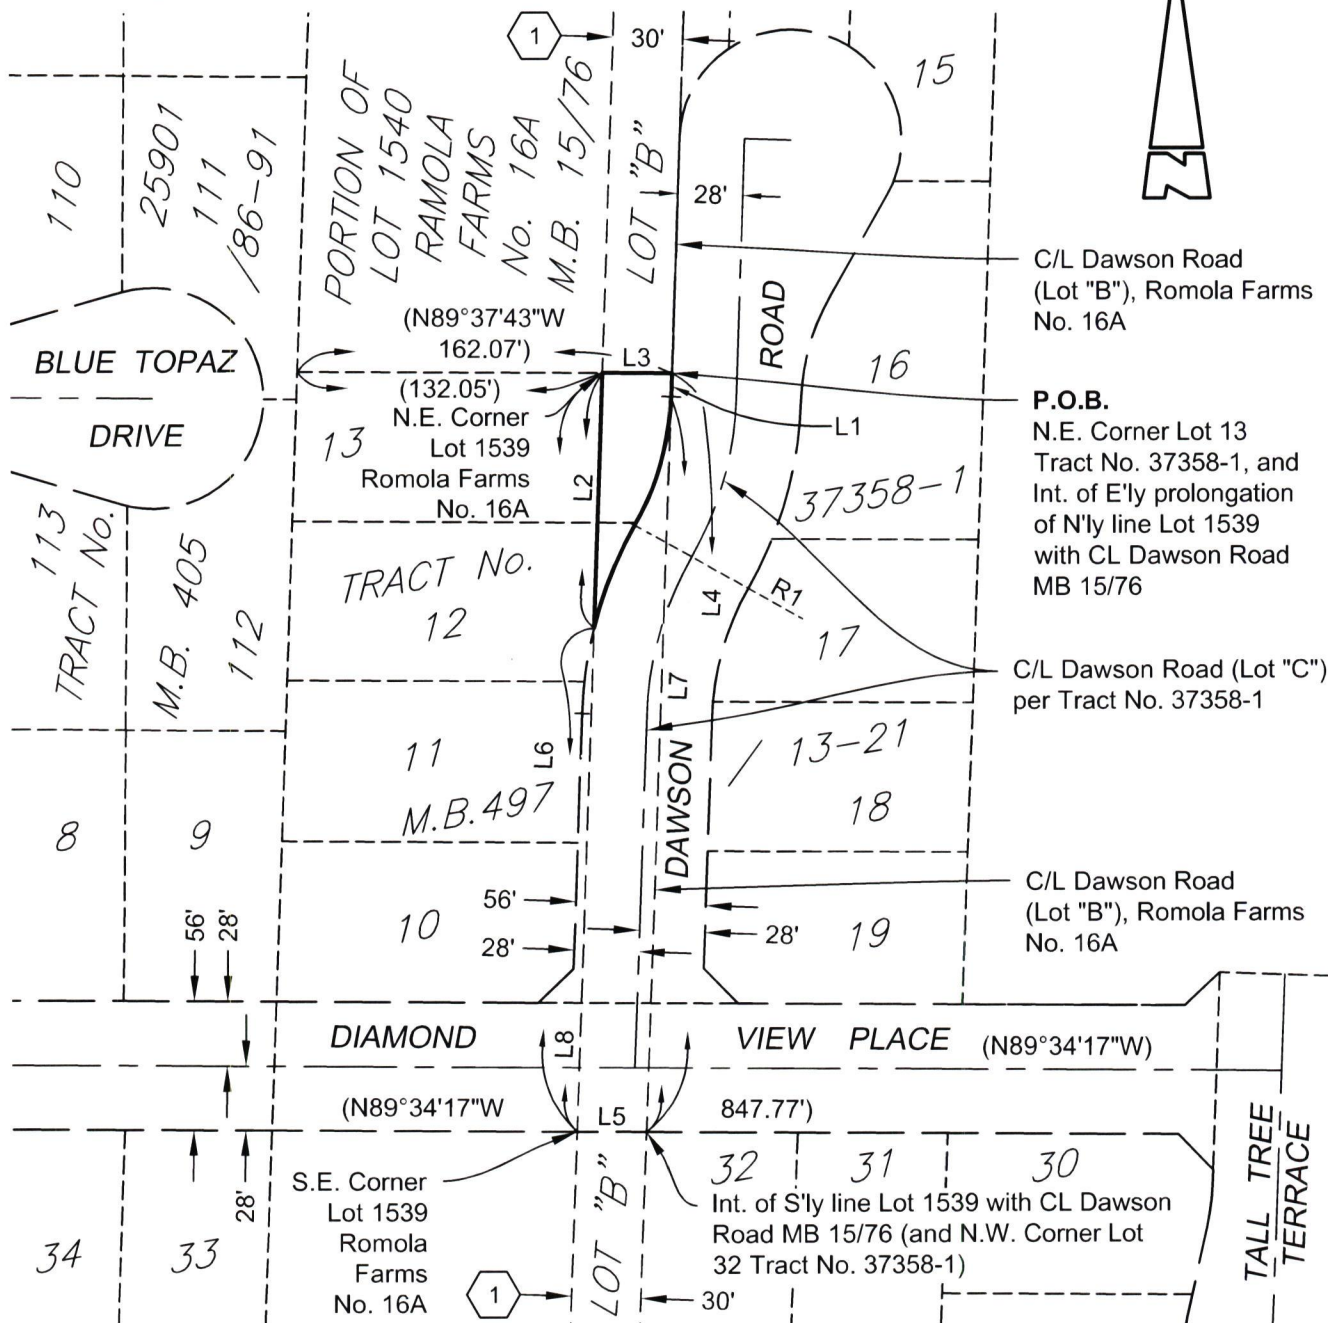 1
30'
15
110
25901
111
/86-91
PORTION OF
LOT 1540
RAMOLA
FARMS
No. 16A
M.B. 15/76
LOT "B"
28'
N
C/L Dawson Road
(Lot "B"), Romola Farms
No. 16A
ROAD
BLUE TOPAZ
DRIVE
(N89°37'43"W
162.07')
L3
(132.05')
N.E. Corner
Lot 1539
Romola Farms
No. 16A
13
L2
L1
16
P.O.B.
N.E. Corner Lot 13
Tract No. 37358-1, and
Int. of E'ly prolongation
of N'ly line Lot 1539
with CL Dawson Road
MB 15/76
37358-1
113
TRACT No.
M.B. 405
112
TRACT No.
12
L4
R1
17
C/L Dawson Road (Lot "C")
per Tract No. 37358-1
L7
L6
11
M.B.497
DAWSON
/ 13-21
18
8
9
C/L Dawson Road
(Lot "B"), Romola Farms
No. 16A
56'
28'
10
56'
28'
28'
19
DIAMOND
L8
VIEW PLACE
(N89°34'17"W)
(N89°34'17"W
L5
847.77')
28'
S.E. Corner
Lot 1539
Romola
Farms
No. 16A
LOT "B"
32
31
30
Int. of S'ly line Lot 1539 with CL Dawson
Road MB 15/76 (and N.W. Corner Lot
32 Tract No. 37358-1)
TALL TREE
TERRACE
34
33
1
30'